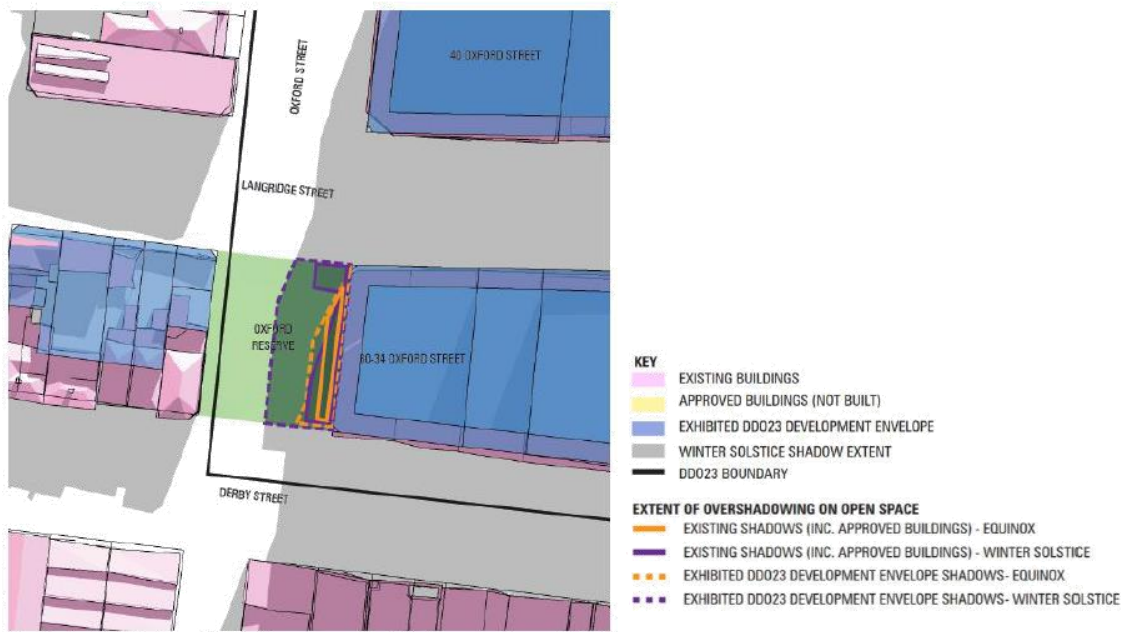 40 OXFORD STREET
OXFORD STREET
LANGRIDGE STREET
OXFORD
RESERVE
60-34 OXFORD STREET
DERBY STREET
KEY
EXISTING BUILDINGS
APPROVED BUILDINGS (NOT BUILT)
EXHIBITED DDO23 DEVELOPMENT ENVELOPE
WINTER SOLSTICE SHADOW EXTENT
DDO23 BOUNDARY
EXTENT OF OVERSHADOWING ON OPEN SPACE
EXISTING SHADOWS (INC. APPROVED BUILDINGS) - EQUINOX
EXISTING SHADOWS (INC. APPROVED BUILDINGS) - WINTER SOLSTICE
EXHIBITED DDO23 DEVELOPMENT ENVELOPE SHADOWS- EQUINOX
EXHIBITED DDO23 DEVELOPMENT ENVELOPE SHADOWS- WINTER SOLSTICE